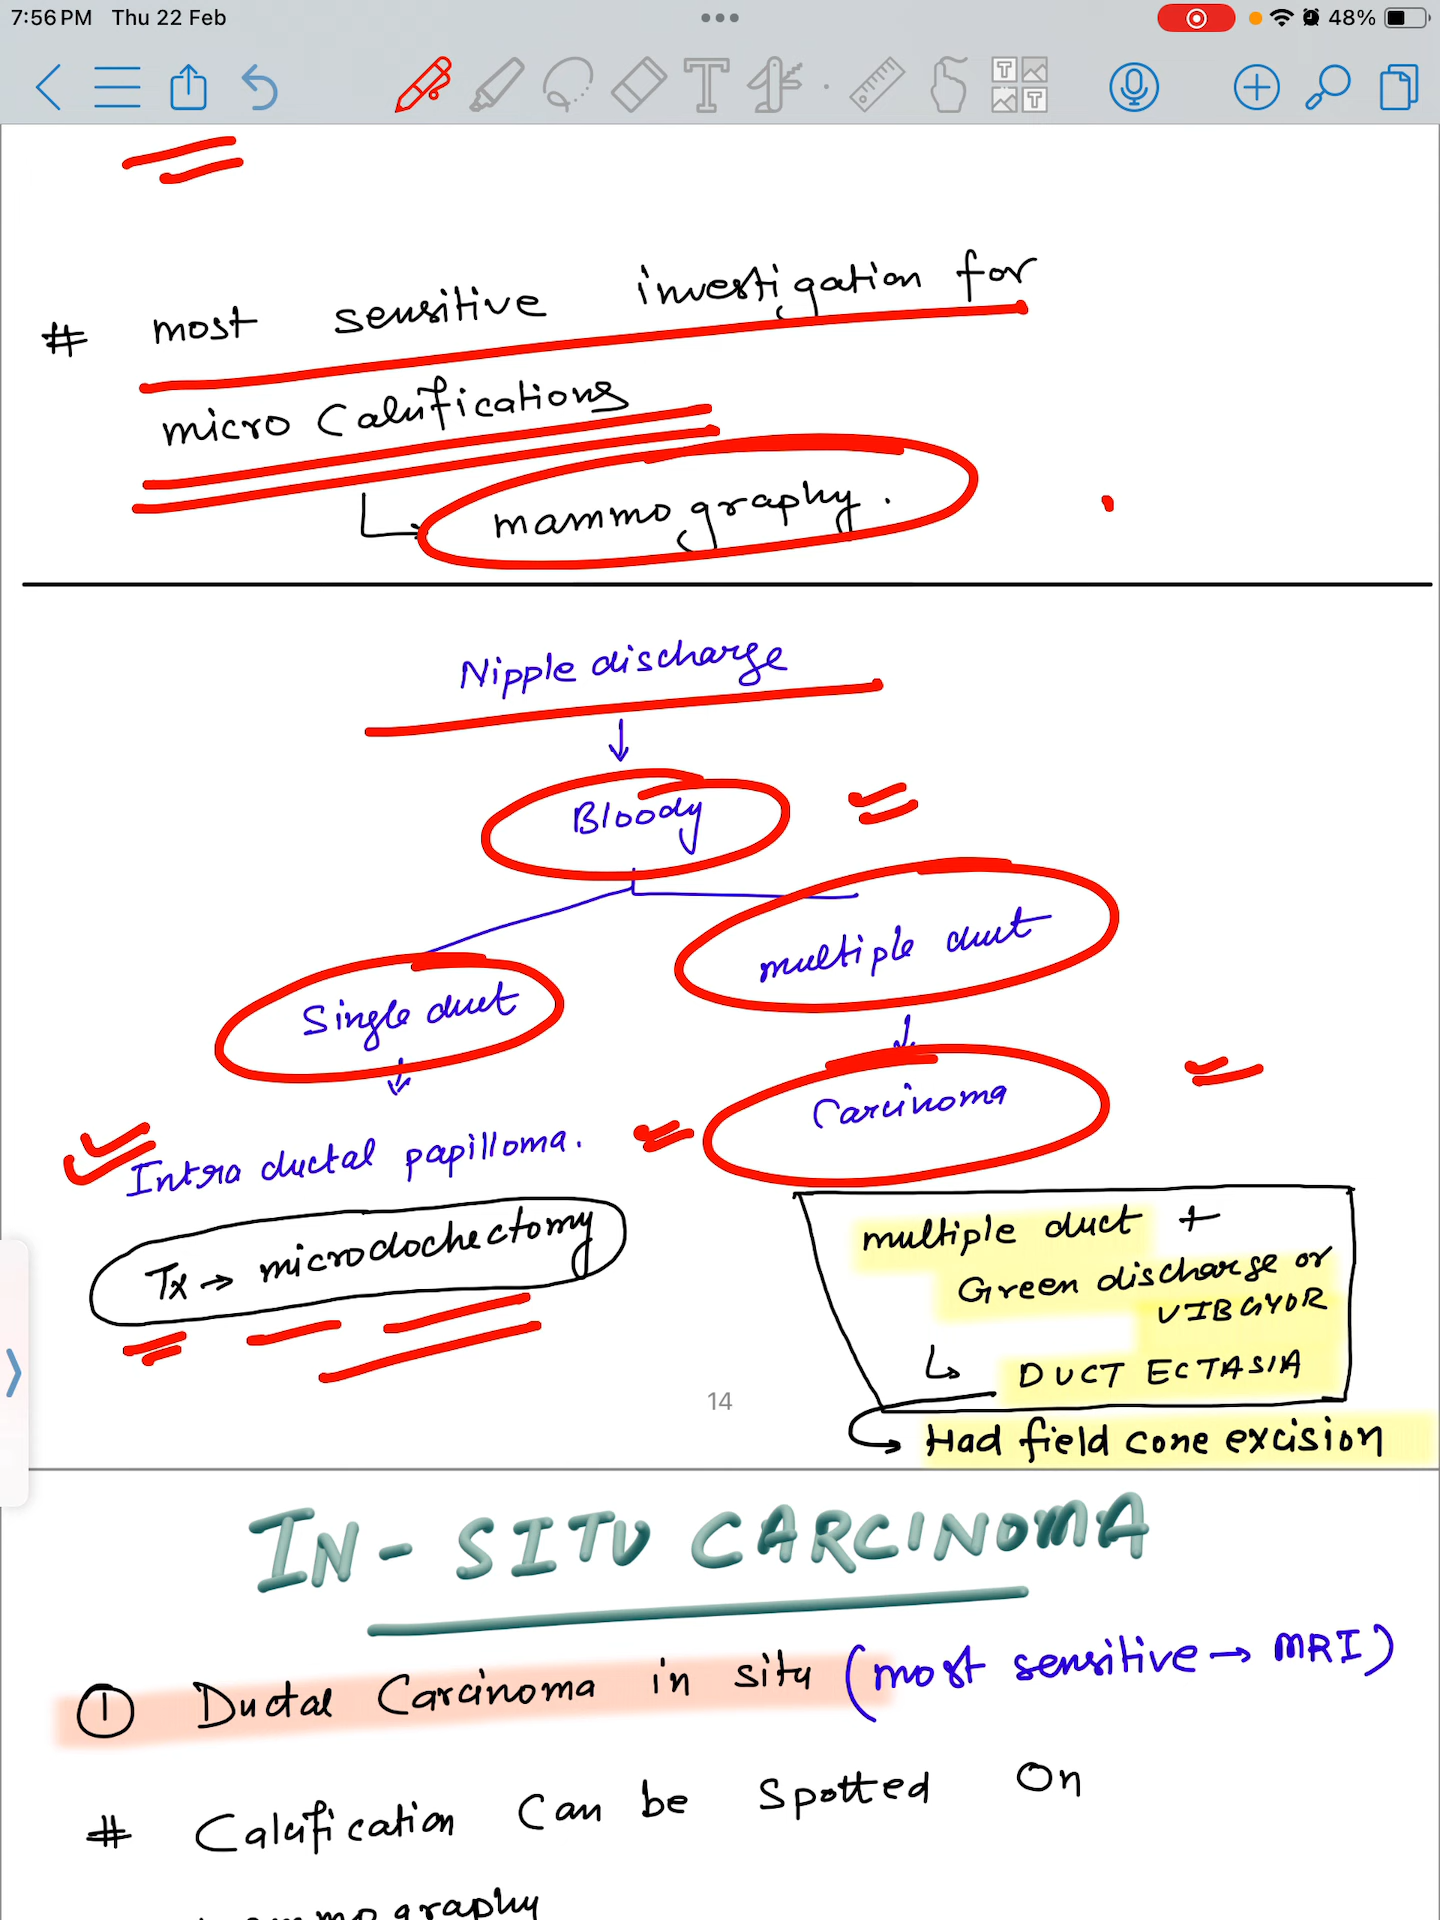 7:56 PM Thu 22 Feb
48%
# most sensitive investigation for
micro Calcifications
mammography.
Nipple discharge
Bloody
Single duct
multiple duct
Intra ductal papilloma.
Carcinoma
Tx → microdochectomy
multiple duct +
Green discharge or
VIBGYOR
DUCT ECTASIA
14
Had field cone excision
IN-SITU CARCINOMA
① Ductal Carcinoma in situ (most sensitive → MRI)
# Calcification Can be Spotted On
mammography